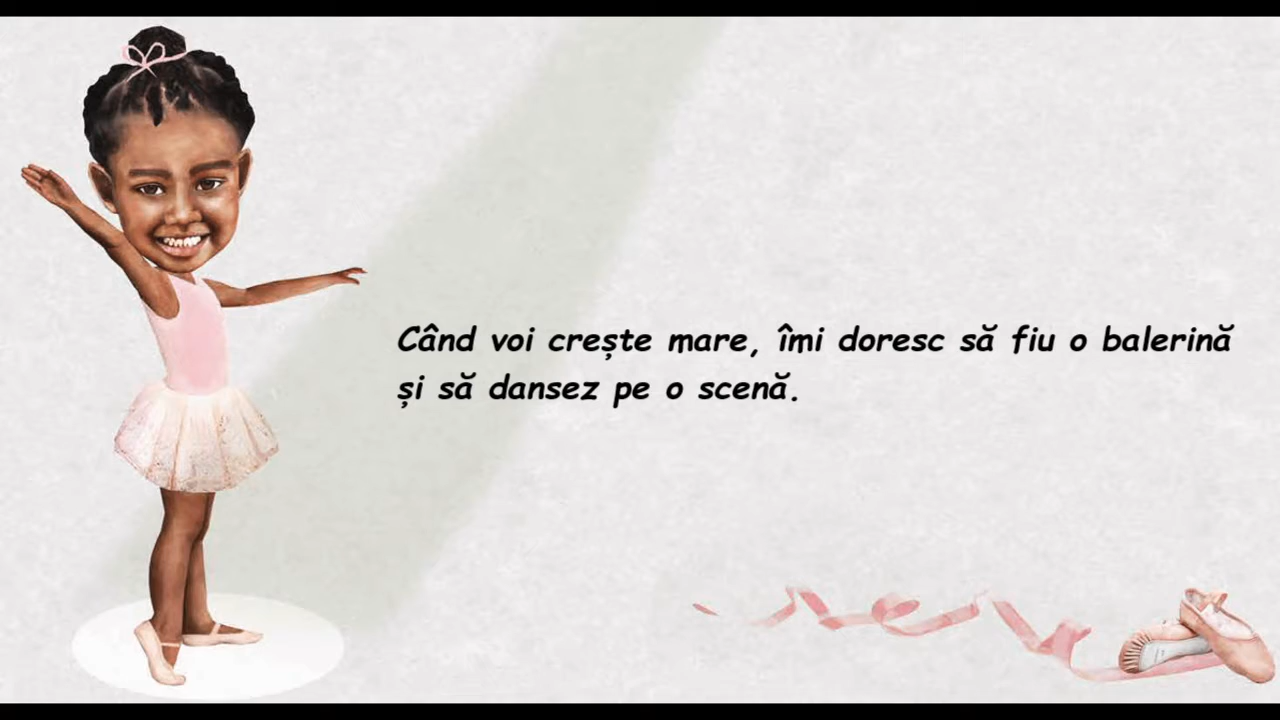 Când voi crește mare, îmi doresc să fiu o balerină
și să dansez pe o scenă.